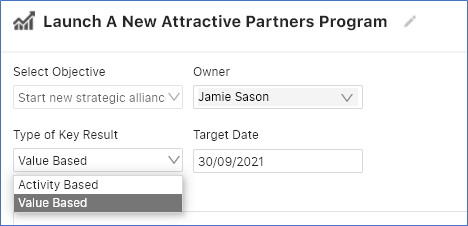 Launch A New Attractive Partners Program
Select Objective
Owner
Start new strategic allianc
Jamie Sason
Type of Key Result
Target Date
Value Based
30/09/2021
Activity Based
Value Based